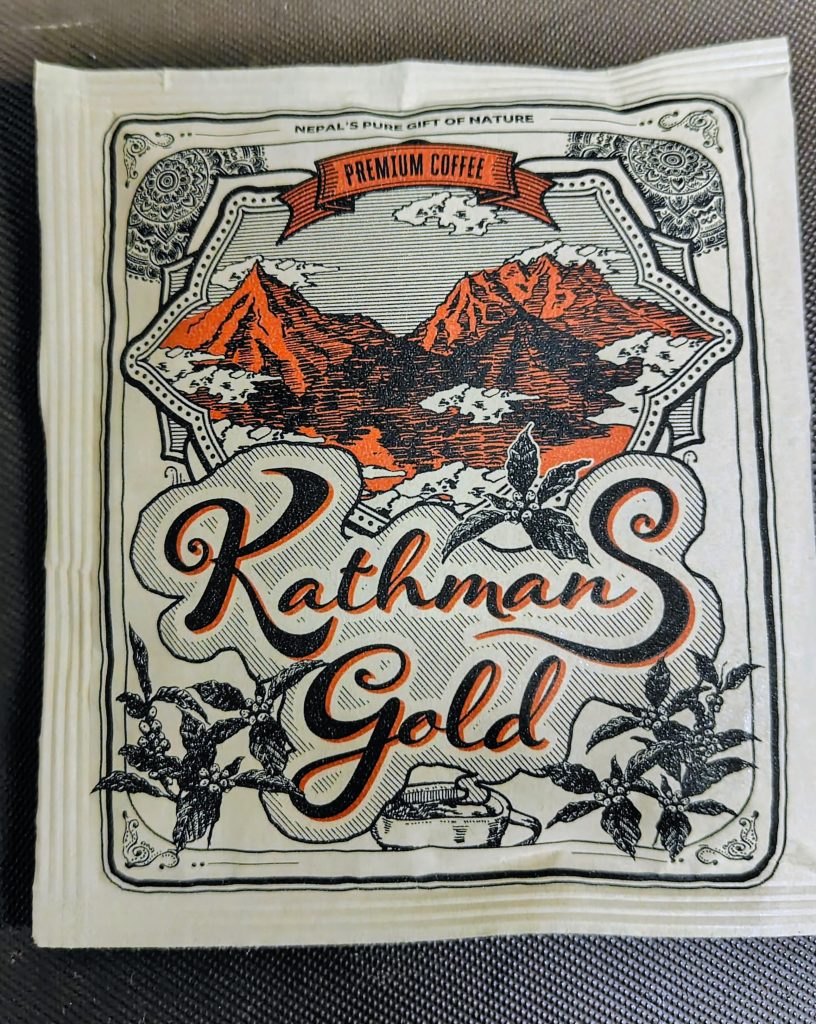 NEPAL'S PURE GIFT OF NATURE
PREMIUM COFFEE
KathmanS
Gold